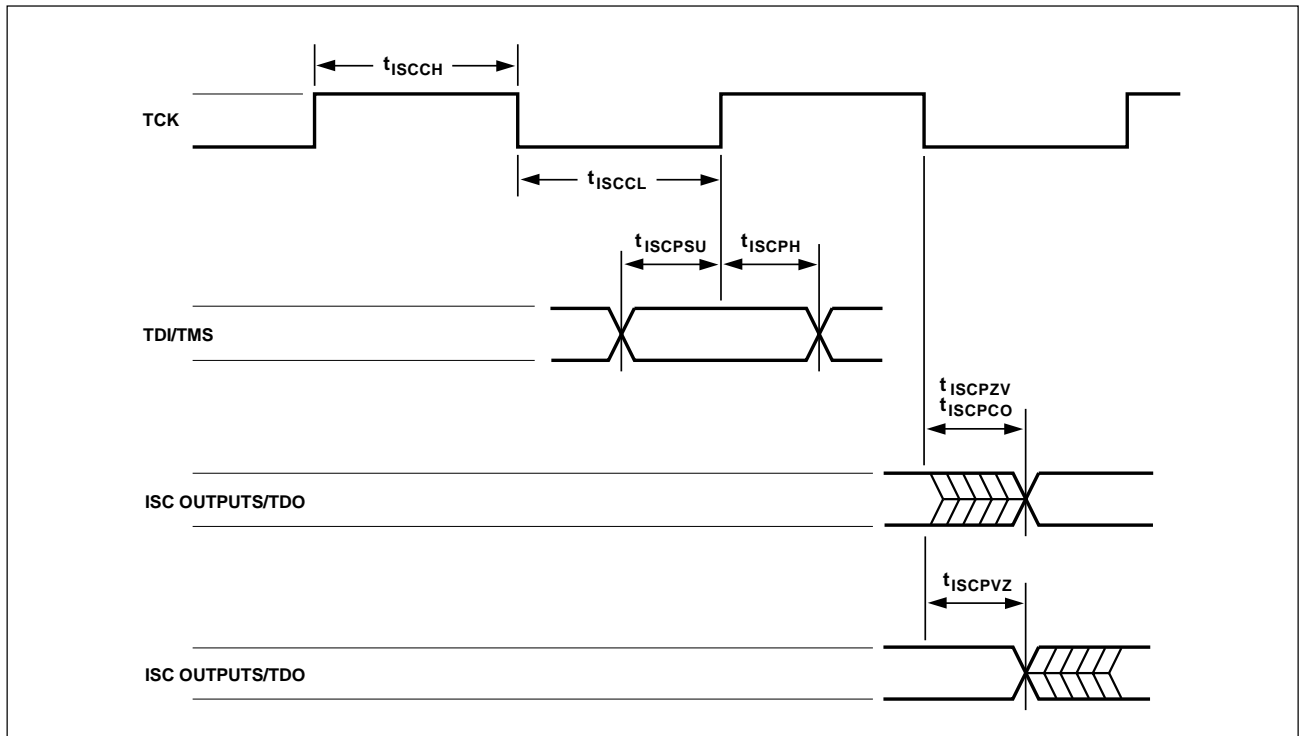 tISCCH
TCK
tISCCL
tISCPSU
tISCPH
TDI/TMS
tISCPZV
tISCPCO
ISC OUTPUTS/TDO
tISCPVZ
ISC OUTPUTS/TDO